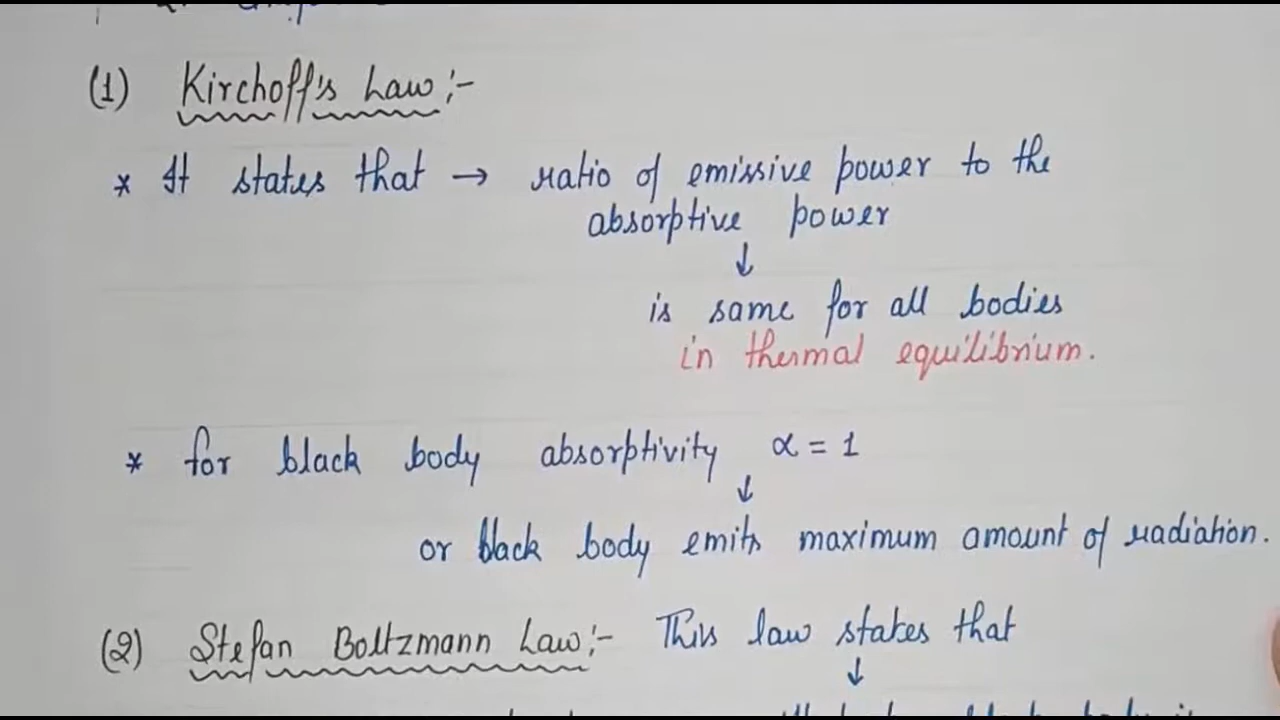 (1) Kirchoff's Law :-
* It states that → ratio of emissive power to the
absorptive power
↓
is same for all bodies
in thermal equilibrium.
* for black body absorptivity α = 1
↓
or black body emits maximum amount of radiation.
(2) Stefan Boltzmann Law :- This law states that
↓